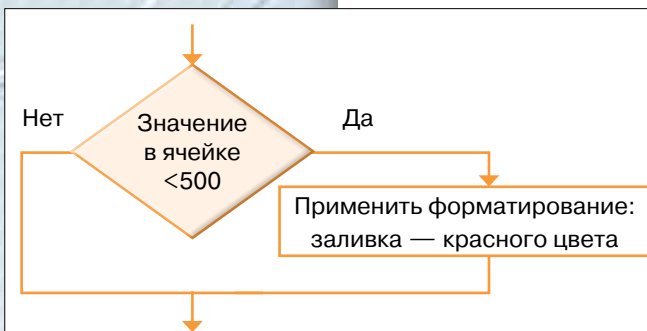 Нет
Значение
в ячейке
<500
Да
Применить форматирование:
заливка — красного цвета